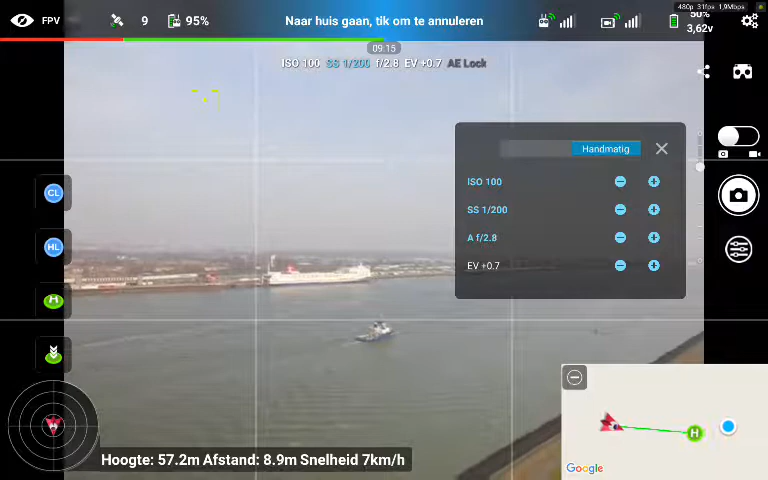 480p 31fps 1,9Mbps
FPV 9 95% Naar huis gaan, tik om te annuleren 50%
3,62v
09:15
ISO 100 SS 1/200 f/2.8 EV +0.7 AE Lock
Handmatig
ISO 100
SS 1/200
A f/2.8
EV +0.7
CL
HL
H
H
Hoogte: 57.2m Afstand: 8.9m Snelheid 7km/h
Google